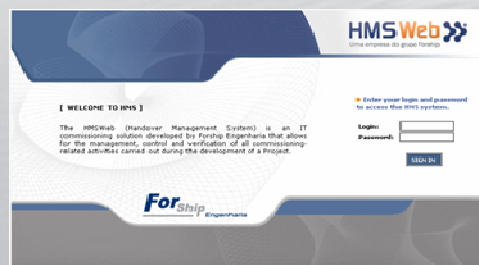 HMSWeb
Uma empresa do grupo forship
Enter your login and password
to access the HMS system.
[ WELCOME TO HMS ]
The HMSWeb (Handover Management System) is an IT
commissioning solution developed by Forship Engenharia that allows
for the management, control and verification of all commissioning-
related activities carried out during the development of a Project.
Login:
Password:
SIGN IN
ForShip
Engenharia